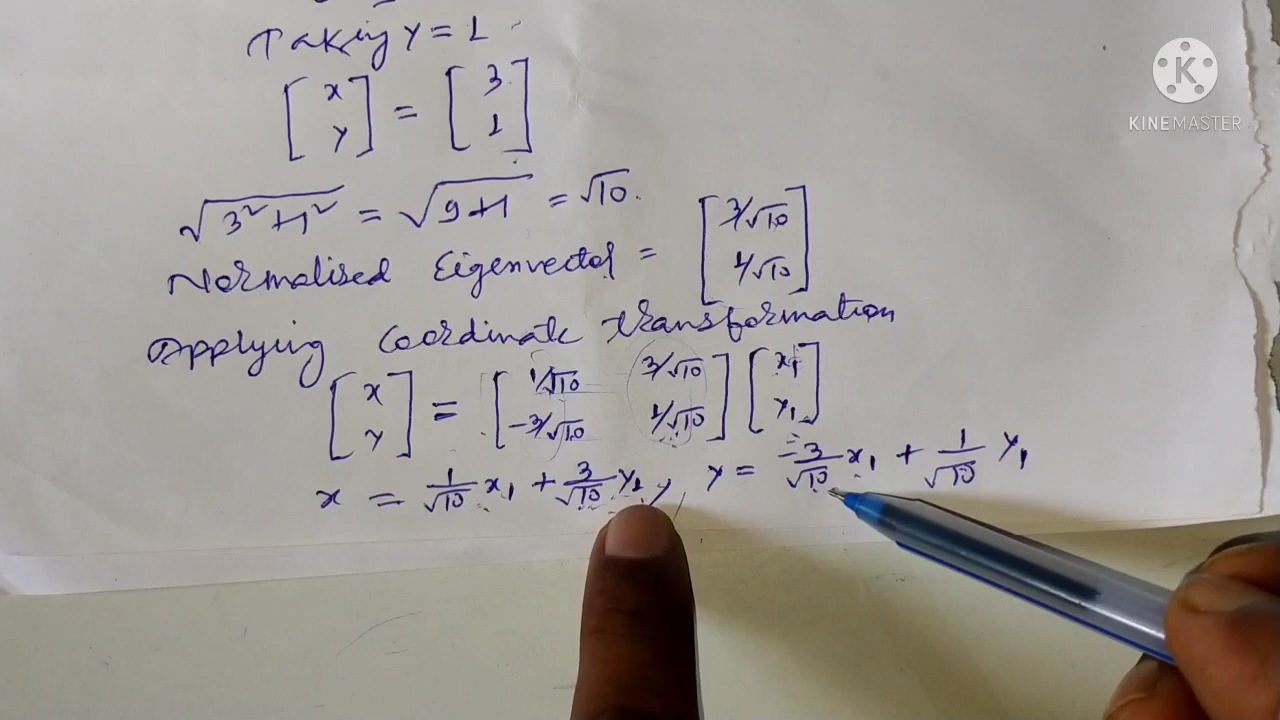 Taking y = 1
[x y] = [3 1]
√3²+1² = √9+1 = √10.
Normalised Eigenvector = [3/√10 1/√10]
Applying coordinate transformation
[x y] = [1/√10 3/√10 -3/√10 1/√10] [x₁ y₁]
x = 1/√10 x₁ + 3/√10 y₁, y = -3/√10 x₁ + 1/√10 y₁
K
KINEMASTER